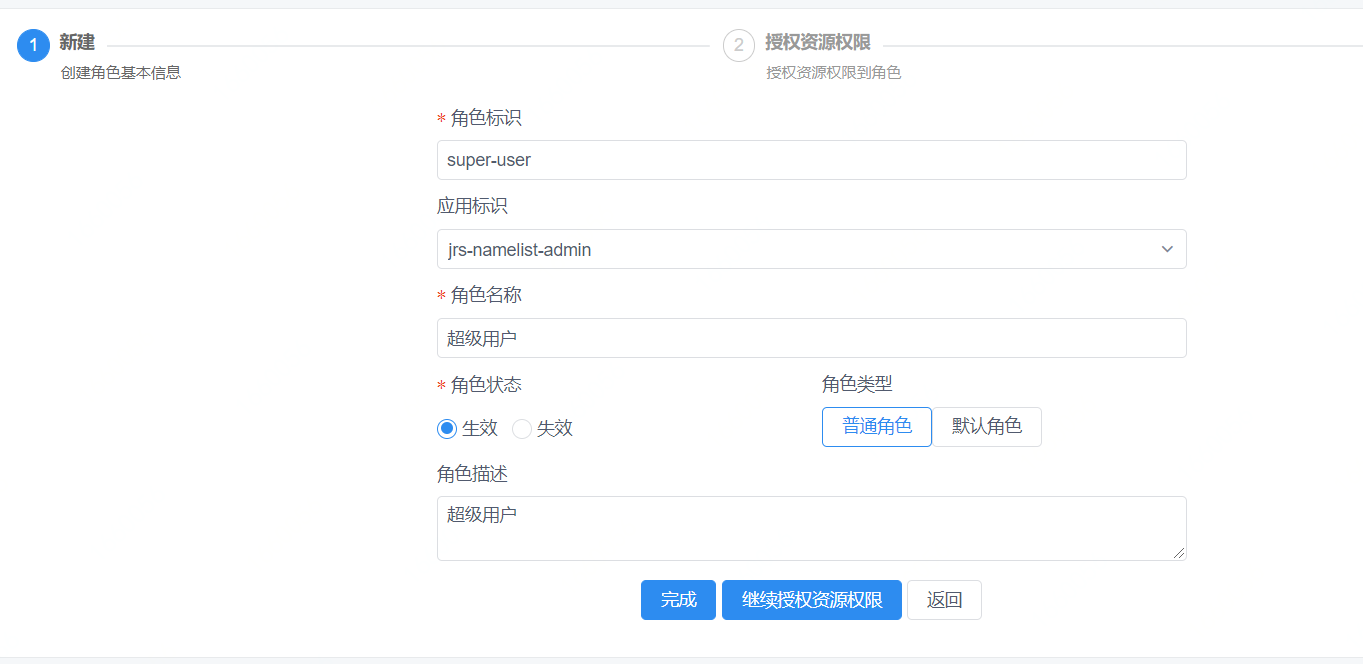 1 新建
创建角色基本信息
2 授权资源权限
授权资源权限到角色
* 角色标识
super-user
应用标识
jrs-namelist-admin
* 角色名称
超级用户
* 角色状态
生效 失效
角色类型
普通角色 默认角色
角色描述
超级用户
完成 继续授权资源权限 返回